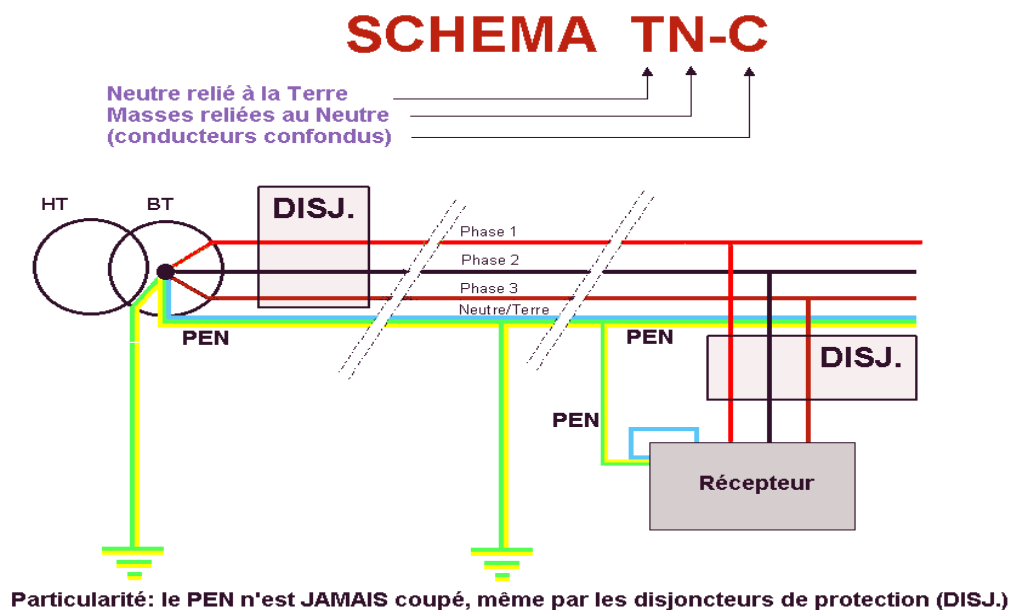 SCHEMA TN-C
Neutre relié à la Terre
Masses reliées au Neutre
(conducteurs confondus)
HT
BT
DISJ.
Phase 1
Phase 2
Phase 3
Neutre/Terre
PEN
PEN
DISJ.
PEN
Récepteur
Particularité: le PEN n'est JAMAIS coupé, même par les disjoncteurs de protection (DISJ.)